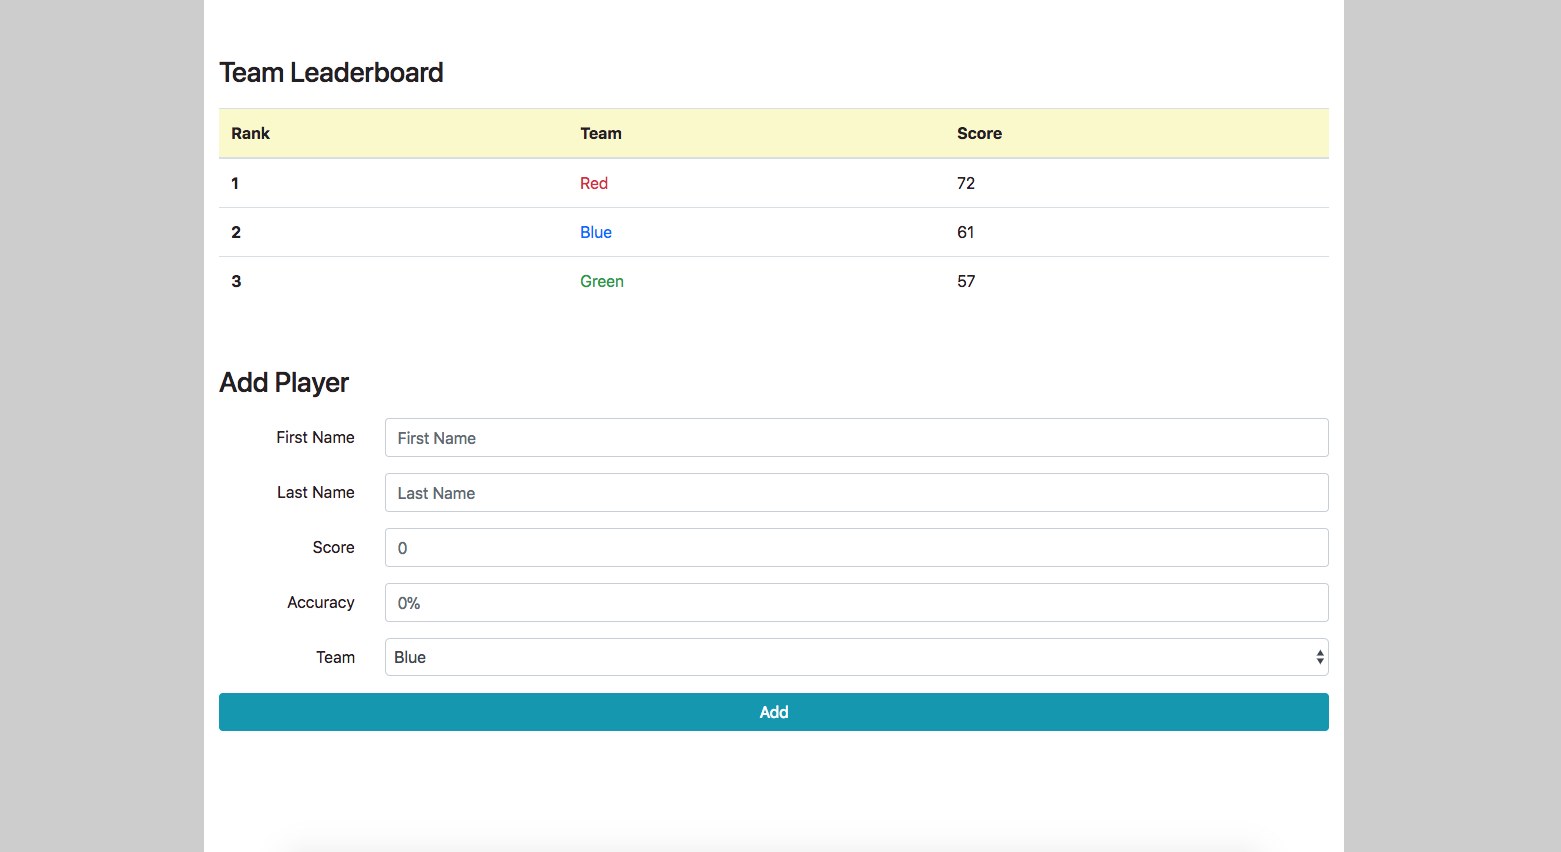 Team Leaderboard
Rank Team Score
1 Red 72
2 Blue 61
3 Green 57
Add Player
First Name First Name
Last Name Last Name
Score 0
Accuracy 0%
Team Blue
Add